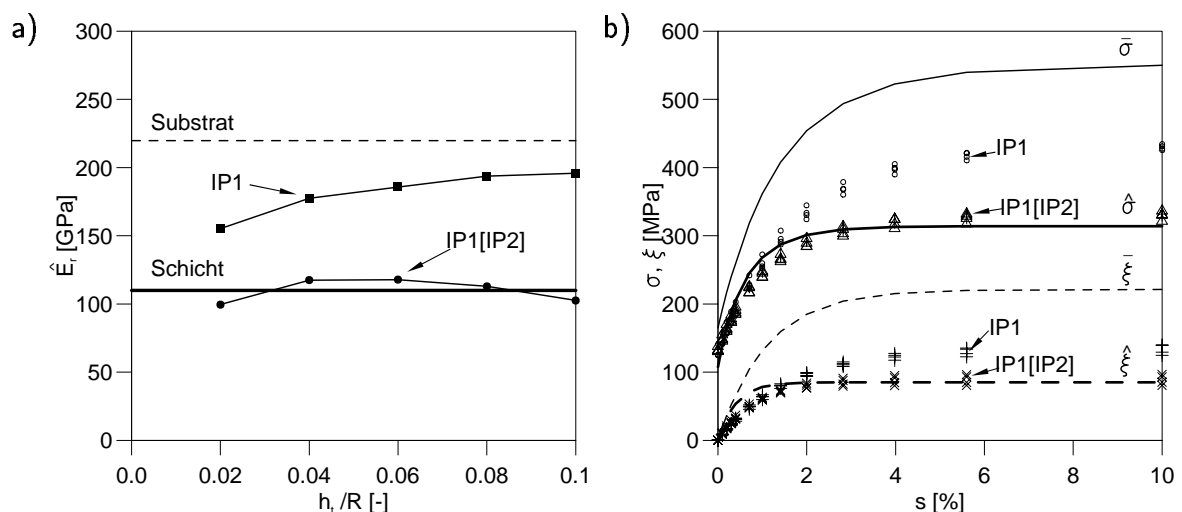 a)
300
250
200
150
100
50
0
Ê_r [GPa]
Substrat
IP1
IP1[IP2]
Schicht
0.0 0.02 0.04 0.06 0.08 0.1
h_r /R [-]
b)
600
500
400
300
200
100
0
σ, ξ [MPa]
σ̄
IP1
IP1[IP2]
σ̂
ξ̄
IP1
IP1[IP2]
ξ̂
0 2 4 6 8 10
s [%]